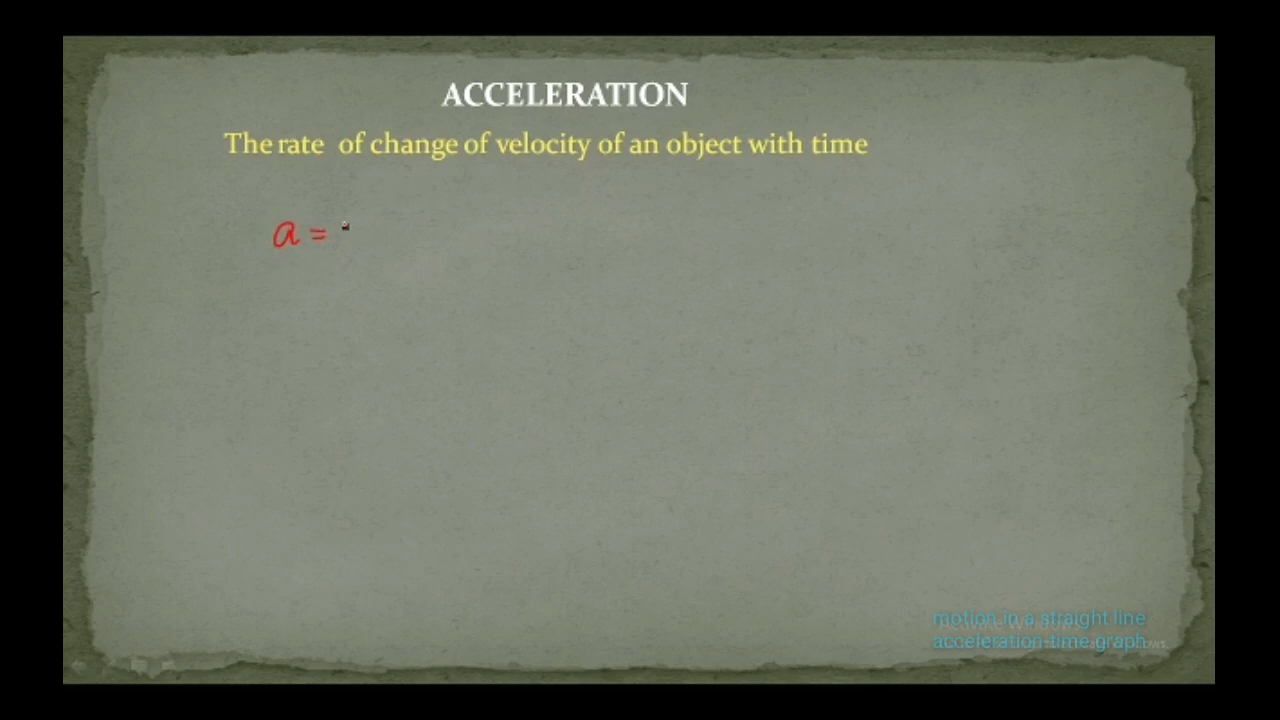 ACCELERATION
The rate of change of velocity of an object with time
a =
motion in a straight line
acceleration-time graph